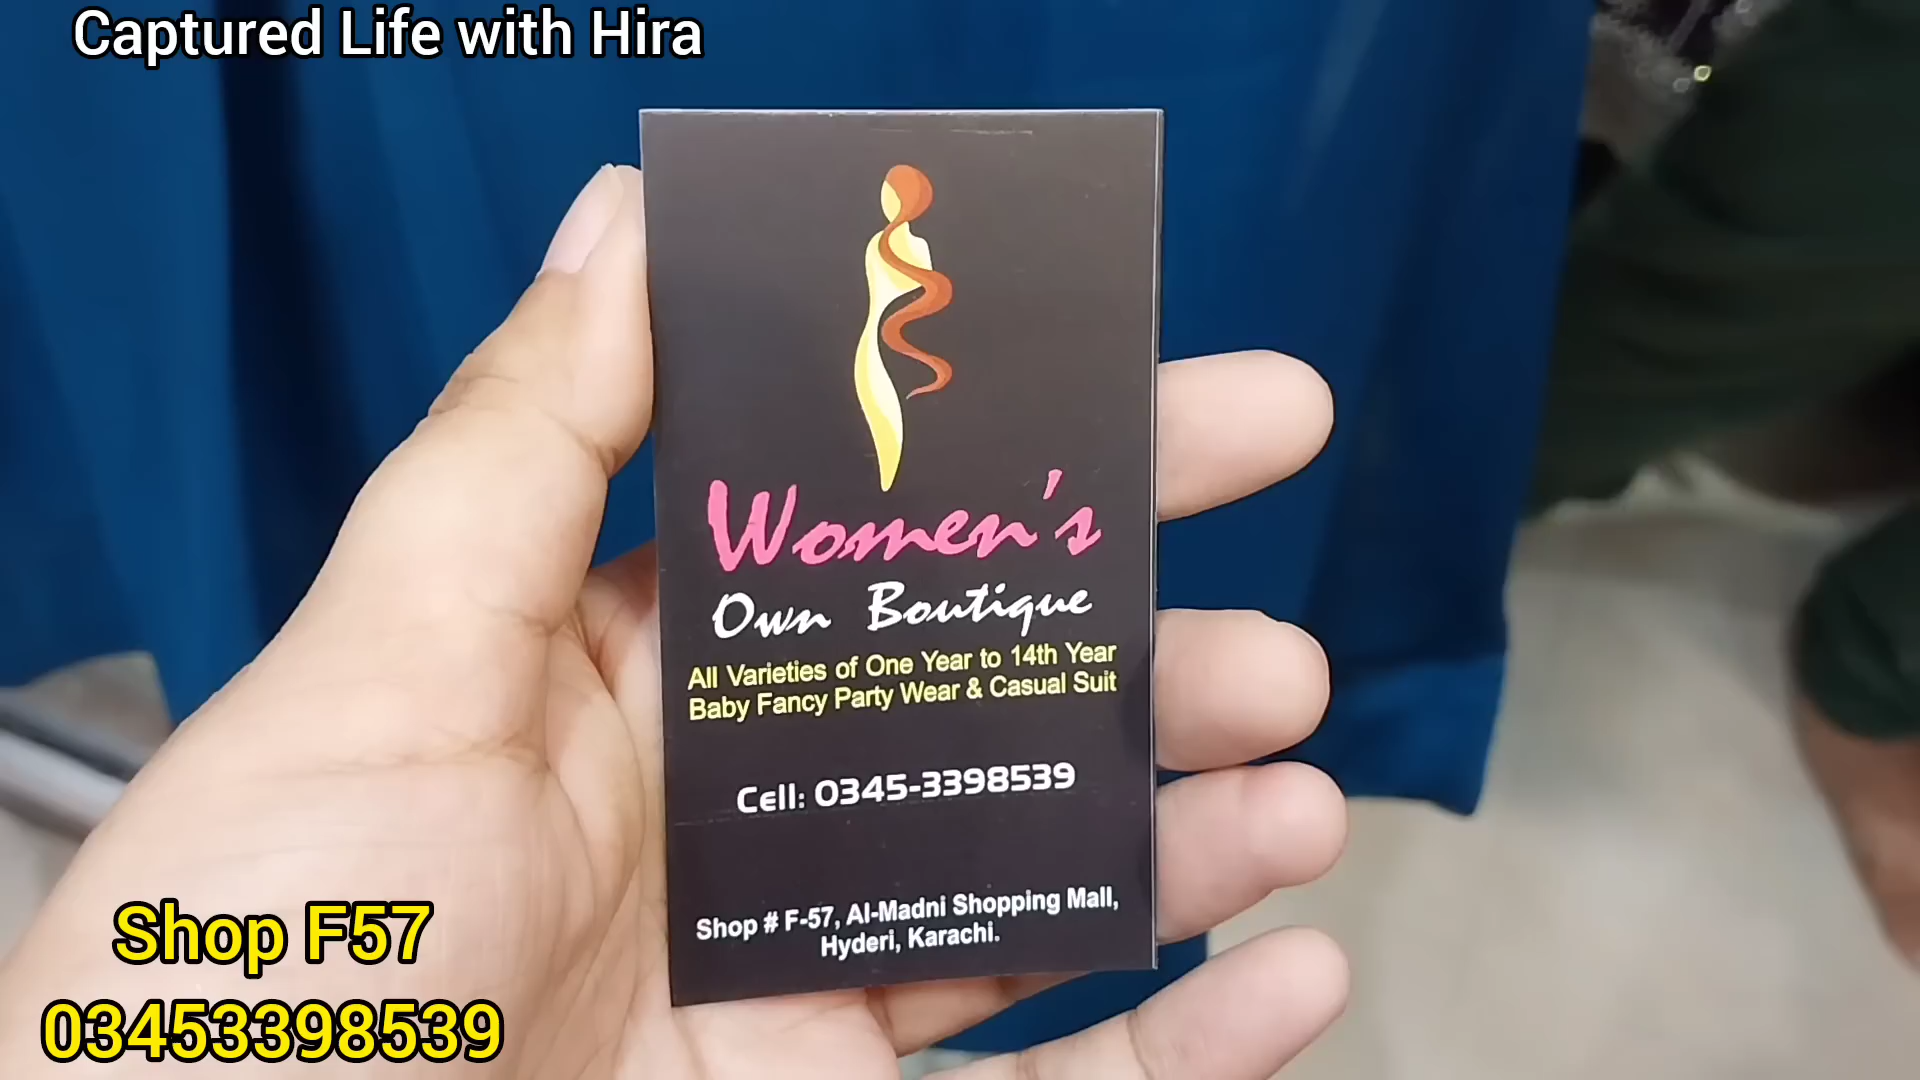 Captured Life with Hira
Women's
Own Boutique
All Varieties of One Year to 14th Year
Baby Fancy Party Wear & Casual Suit
Cell: 0345-3398539
Shop # F-57, Al-Madni Shopping Mall,
Hyderi, Karachi.
Shop F57
03453398539